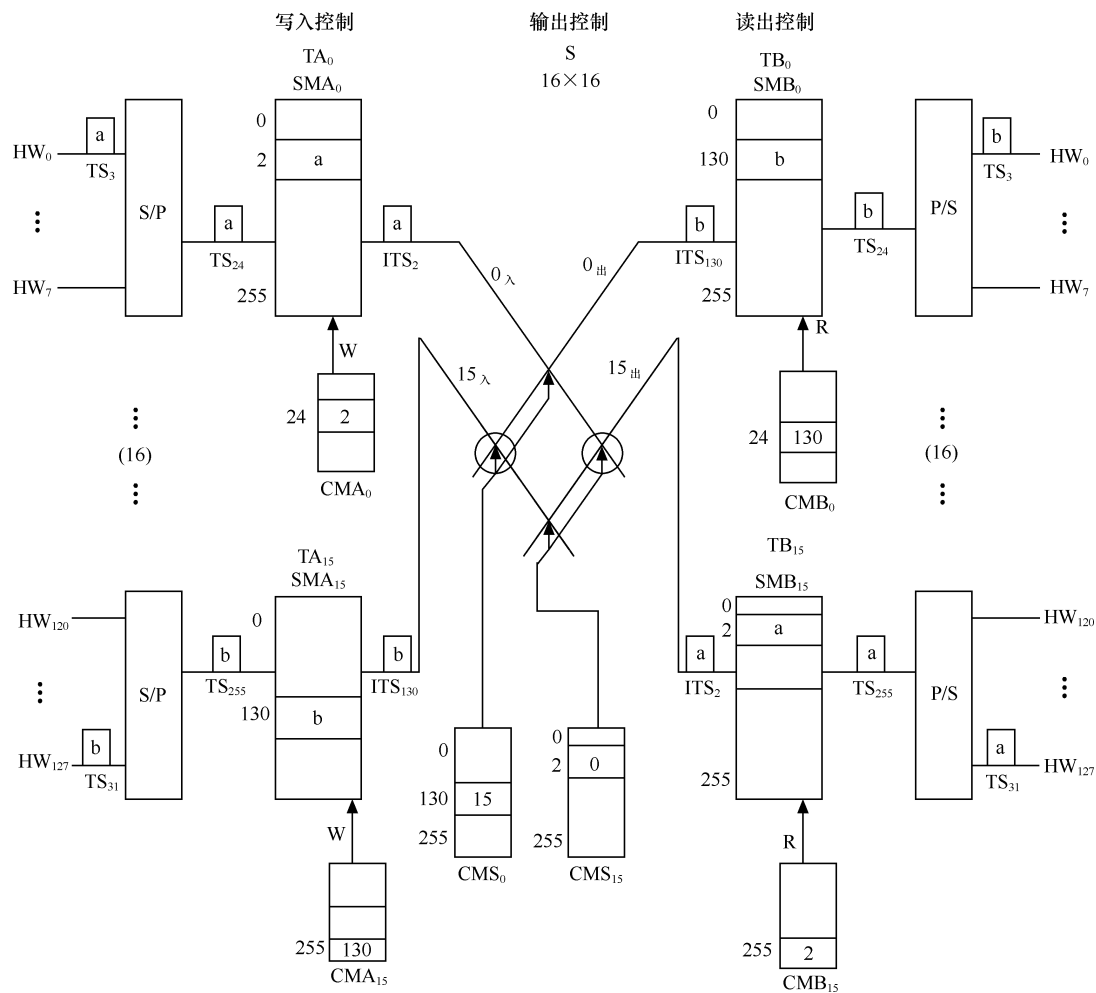 写入控制
输出控制
读出控制
TA₀
SMA₀
S
16×16
TB₀
SMB₀
0
2
a
255
HW₀
a
TS₃
⋮
HW₇
S/P
a
TS₂₄
a
ITS₂
W
24
2
CMA₀
0入
0出
15入
15出
b
ITS₁₃₀
0
130
b
255
R
24
130
CMB₀
b
TS₂₄
P/S
b
TS₃
HW₀
⋮
HW₇
⋮
(16)
⋮
⋮
(16)
⋮
TA₁₅
SMA₁₅
0
130
b
HW₁₂₀
⋮
HW₁₂₇
b
TS₃₁
S/P
b
TS₂₅₅
b
ITS₁₃₀
W
255
130
CMA₁₅
0
130
15
255
CMS₀
0
2
0
255
CMS₁₅
TB₁₅
SMB₁₅
0
2
a
255
a
ITS₂
a
TS₂₅₅
R
255
2
CMB₁₅
P/S
a
TS₃₁
HW₁₂₀
⋮
HW₁₂₇